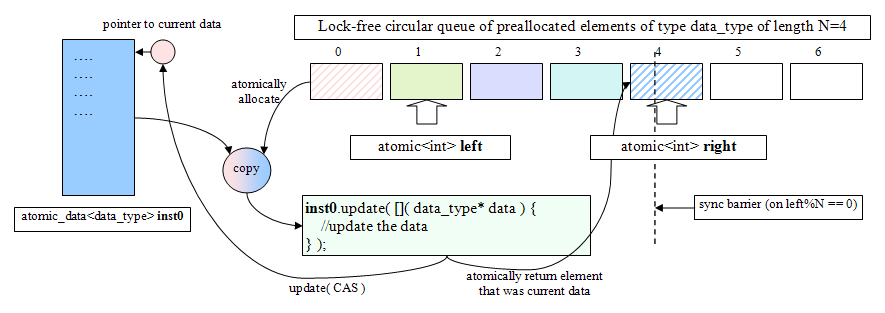 pointer to current data
Lock-free circular queue of preallocated elements of type data_type of length N=4
0 1 2 3 4 5 6
....
....
....
....
atomically
allocate
atomic<int> left
atomic<int> right
copy
inst0.update( []( data_type* data ) {
//update the data
} );
sync barrier (on left%N == 0)
atomic_data<data_type> inst0
update( CAS )
atomically return element
that was current data